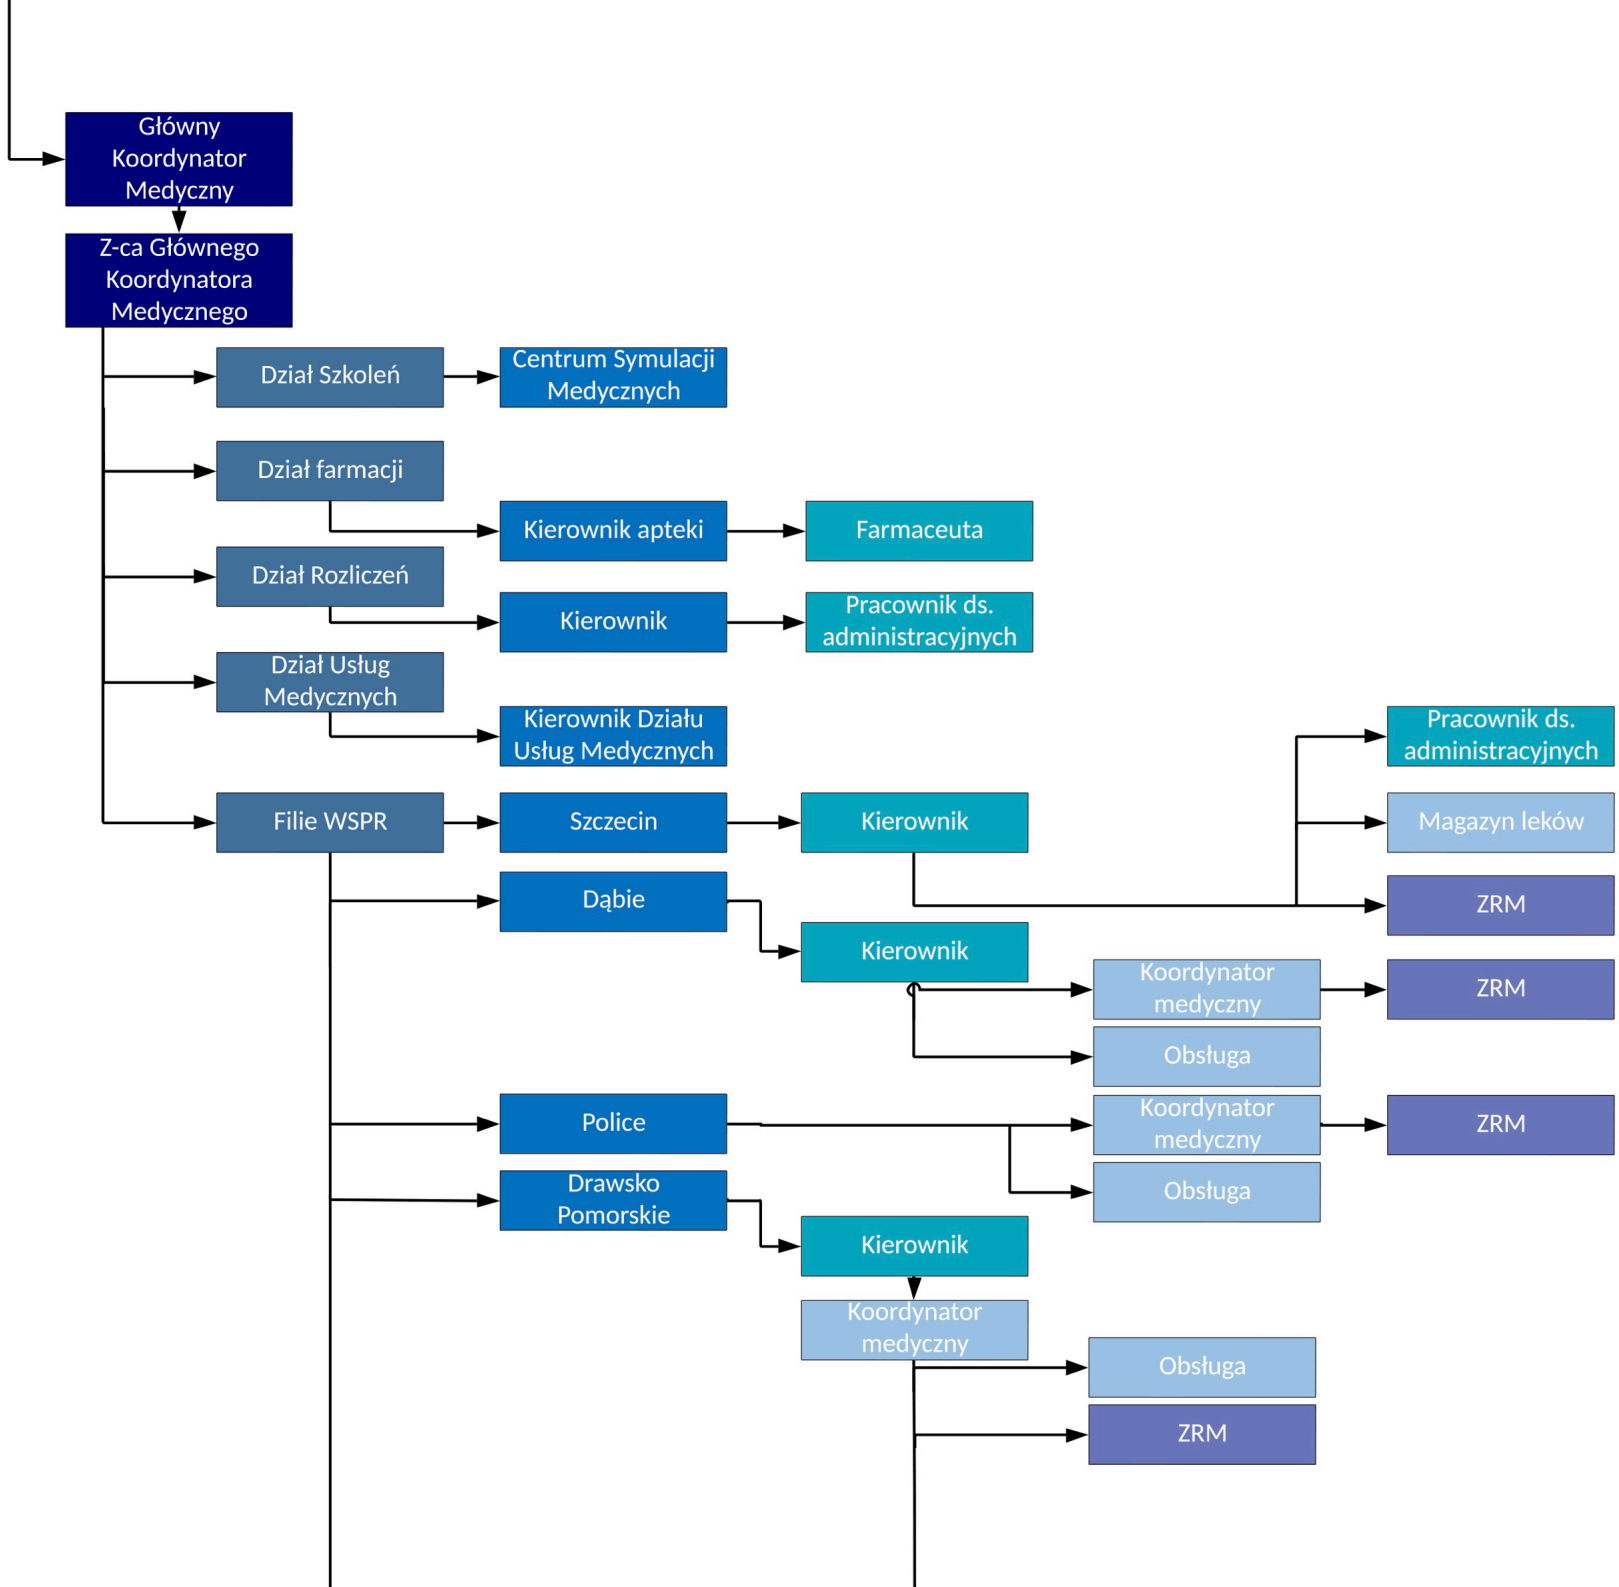 Główny
Koordynator
Medyczny
Z-ca Głównego
Koordynatora
Medycznego
Dział Szkoleń
Centrum Symulacji
Medycznych
Dział farmacji
Kierownik apteki
Farmaceuta
Dział Rozliczeń
Kierownik
Pracownik ds.
administracyjnych
Dział Usług
Medycznych
Kierownik Działu
Usług Medycznych
Pracownik ds.
administracyjnych
Filie WSPR
Szczecin
Kierownik
Magazyn leków
Dąbie
ZRM
Kierownik
Koordynator
medyczny
ZRM
Obsługa
Police
Koordynator
medyczny
ZRM
Obsługa
Drawsko
Pomorskie
Kierownik
Koordynator
medyczny
Obsługa
ZRM